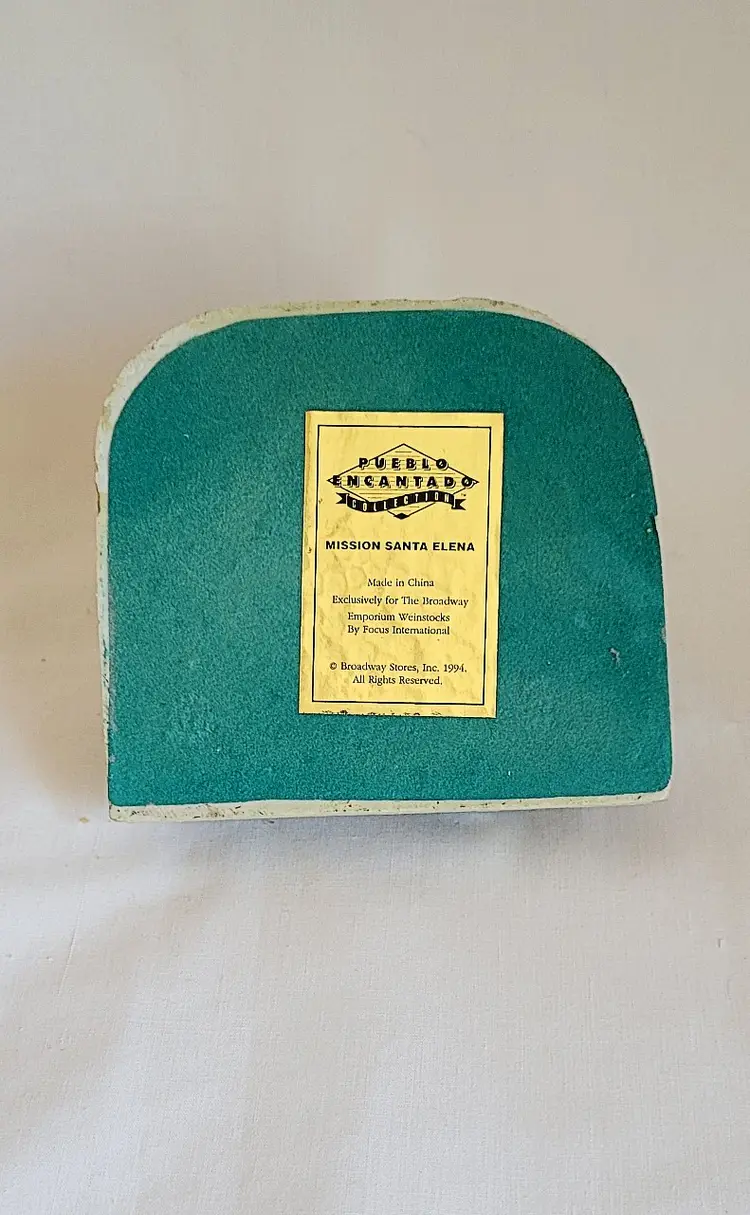 PUEBLO
ENCANTADO
COLLECTION™
MISSION SANTA ELENA
Made in China
Exclusively for The Broadway
Emporium Weinstocks
By Focus International
© Broadway Stores, Inc. 1994.
All Rights Reserved.